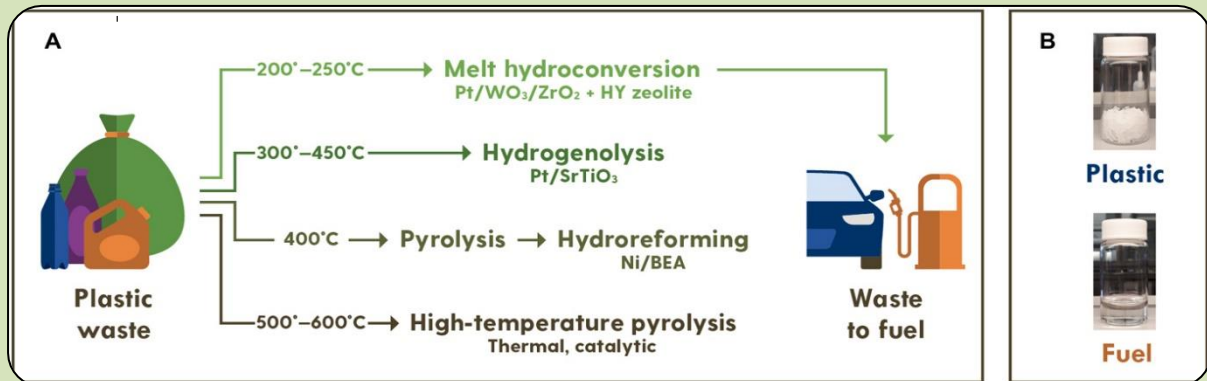 A
200°–250°C
Melt hydroconversion
Pt/WO₃/ZrO₂ + HY zeolite
300°–450°C
Hydrogenolysis
Pt/SrTiO₃
400°C
Pyrolysis
Hydroreforming
Ni/BEA
500°–600°C
High-temperature pyrolysis
Thermal, catalytic
Plastic
waste
Waste
to fuel
B
Plastic
Fuel